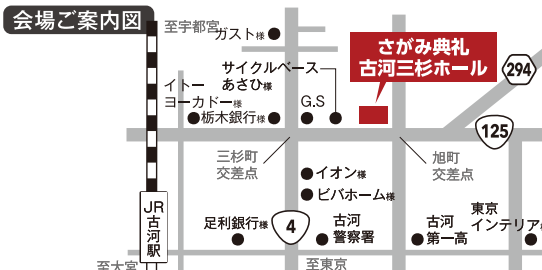 会場ご案内図
至宇都宮
ガスト様
さがみ典礼
古河三杉ホール
294
サイクルベース
あさひ様
イトー
ヨーカドー様
G.S
栃木銀行様
125
三杉町
交差点
旭町
交差点
イオン様
ビバホーム様
JR
古河駅
足利銀行様
4
古河
警察署
古河
第一高
東京
インテリア様
至大宮
至東京